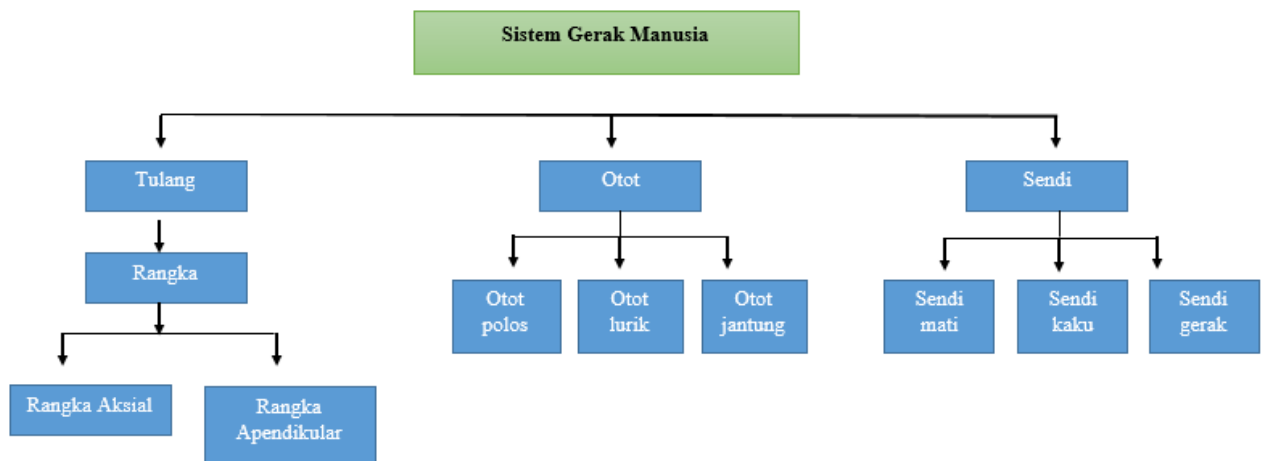 Sistem Gerak Manusia
Tulang
Otot
Sendi
Rangka
Otot
polos
Otot
lurik
Otot
jantung
Sendi
mati
Sendi
kaku
Sendi
gerak
Rangka Aksial
Rangka
Apendikular